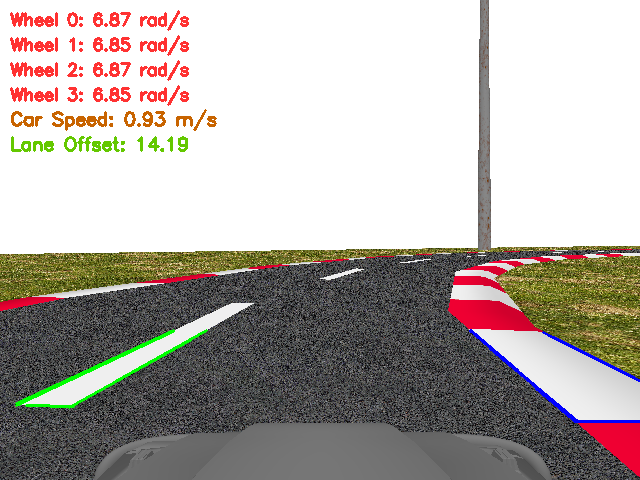 Wheel 0: 6.87 rad/s
Wheel 1: 6.85 rad/s
Wheel 2: 6.87 rad/s
Wheel 3: 6.85 rad/s
Car Speed: 0.93 m/s
Lane Offset: 14.19